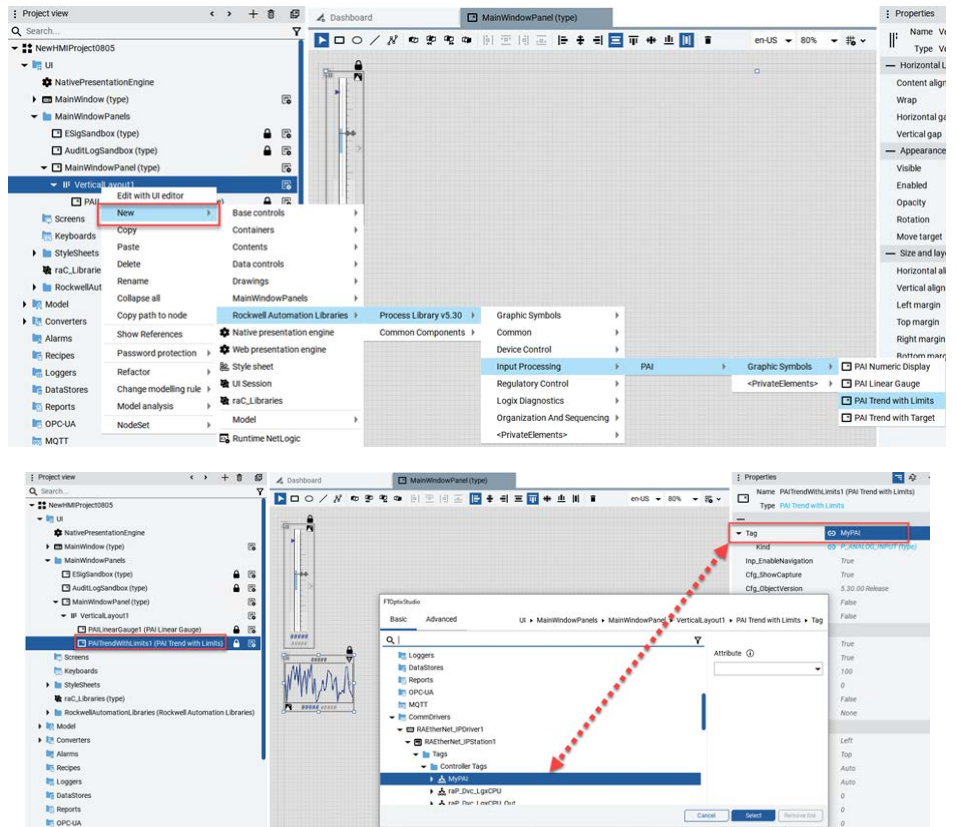 Project view
Search...
NewHMIProject0805
UI
NativePresentationEngine
MainWindow (type)
MainWindowPanels
ESigSandbox (type)
AuditLogSandbox (type)
MainWindowPanel (type)
VerticalLayout1
PAI
Screens
Keyboards
StyleSheets
raC_Librarie
RockwellAut
Model
Converters
Alarms
Recipes
Loggers
DataStores
Reports
OPC-UA
MQTT
Edit with UI editor
New
Copy
Paste
Delete
Rename
Collapse all
Copy path to node
Show References
Password protection
Refactor
Change modelling rule
Model analysis
NodeSet
Base controls
Containers
Contents
Data controls
Drawings
MainWindowPanels
Rockwell Automation Libraries
Native presentation engine
Web presentation engine
Style sheet
UI Session
raC_Libraries
Model
Runtime NetLogic
Process Library v5.30
Common Components
Graphic Symbols
Common
Device Control
Input Processing
Regulatory Control
Logix Diagnostics
Organization And Sequencing
<PrivateElements>
PAI
Graphic Symbols
<PrivateElements>
PAI Numeric Display
PAI Linear Gauge
PAI Trend with Limits
PAI Trend with Target
Dashboard
MainWindowPanel (type)
en-US
80%
Properties
Name Ve
Type Ve
Horizontal L
Content align
Wrap
Horizontal ga
Vertical gap
Appearance
Visible
Enabled
Opacity
Rotation
Move target
Size and lay
Horizontal ali
Vertical align
Left margin
Top margin
Right margin
Bottom marg
Project view
Search...
NewHMIProject0805
UI
NativePresentationEngine
MainWindow (type)
MainWindowPanels
ESigSandbox (type)
AuditLogSandbox (type)
MainWindowPanel (type)
VerticalLayout1
PAILinearGauge1 (PAI Linear Gauge)
PAITrendWithLimits1 (PAI Trend with Limits)
Screens
Keyboards
StyleSheets
raC_Libraries (type)
RockwellAutomationLibraries (Rockwell Automation Libraries)
Model
Converters
Alarms
Recipes
Loggers
DataStores
Reports
OPC-UA
Dashboard
MainWindowPanel (type)
en-US
80%
#####
#####
##### #####
FTOptixStudio
Basic
Advanced
UI
MainWindowPanels
MainWindowPanel
VerticalLayout1
PAI Trend with Limits
Tag
Attribute
Loggers
DataStores
Reports
OPC-UA
MQTT
CommDrivers
RAEtherNet_IPDriver1
RAEtherNet_IPStation1
Tags
Controller Tags
MyPAI
raP_Dvc_LgxCPU
raP_Dvc_LgxCPU_Out
Cancel
Select
Remove link
Properties
Name PAITrendWithLimits1 (PAI Trend with Limits)
Type PAI Trend with Limits
Tag MyPAI
Kind P_ANALOG_INPUT (type)
Inp_EnableNavigation True
Cfg_ShowCapture True
Cfg_ObjectVersion 5.30.00 Release
False
False
True
True
100
0
False
None
Left
Top
Auto
Auto
0
0
0
0